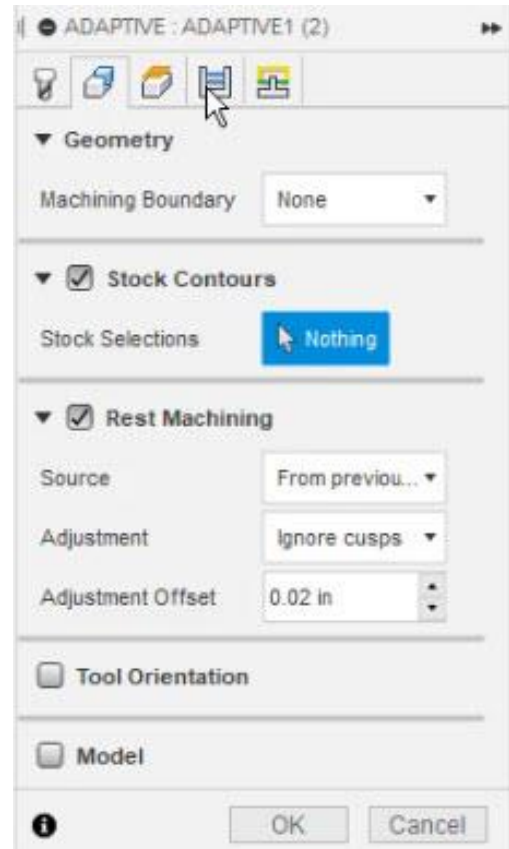 ADAPTIVE : ADAPTIVE1 (2)
Geometry
Machining Boundary None
Stock Contours
Stock Selections Nothing
Rest Machining
Source From previou...
Adjustment Ignore cusps
Adjustment Offset 0.02 in
Tool Orientation
Model
OK Cancel